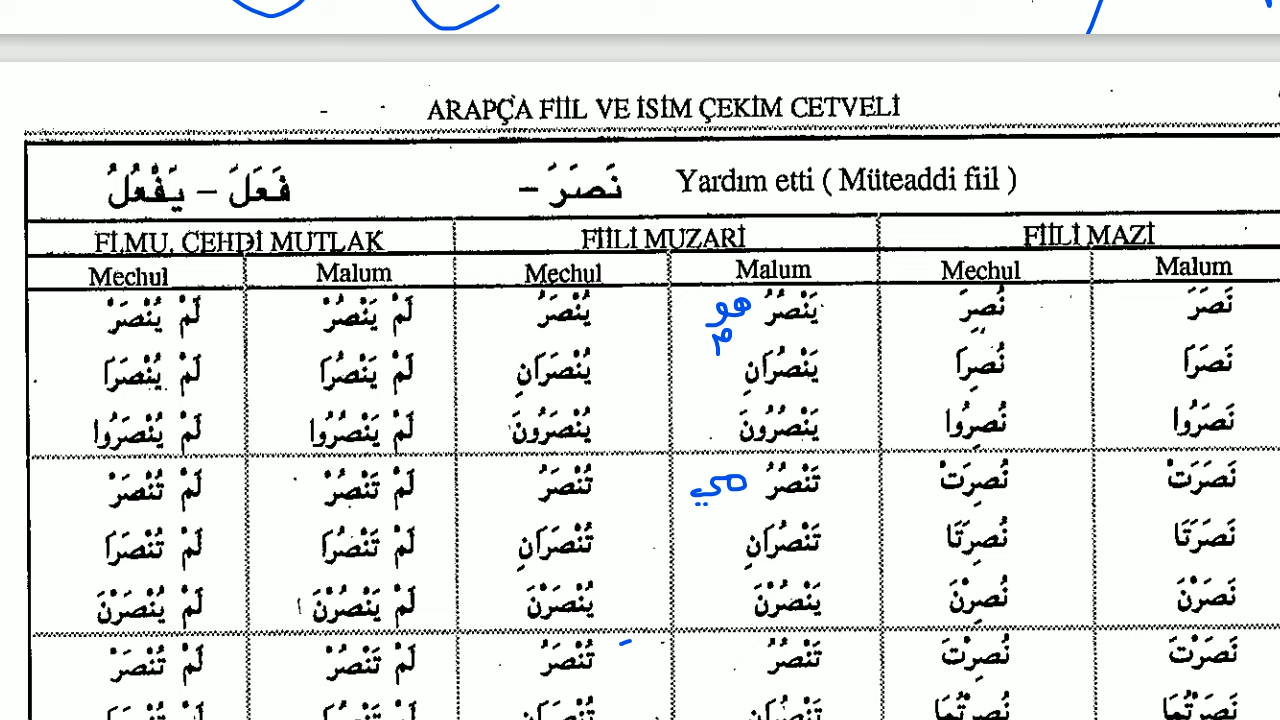 ARAPÇA FİİL VE İSİM ÇEKİM CETVELİ
Yardım etti ( Müteaddi fiil ) نَصَرَ – فَعَلَ – يَفْعُلُ
FİİLİ MAZİ FİİLİ MUZARİ Fİ.MU. CEHDİ MUTLAK
Malum Mechul Malum Mechul Malum Mechul
نَصَرَ نُصِرَ يَنْصُرُ هو يُنْصَرُ لَمْ يَنْصُرْ لَمْ يُنْصَرْ
نَصَرَا نُصِرَا يَنْصُرَانِ يُنْصَرَانِ لَمْ يَنْصُرَا لَمْ يُنْصَرَا
نَصَرُوا نُصِرُوا يَنْصُرُونَ يُنْصَرُونَ لَمْ يَنْصُرُوا لَمْ يُنْصَرُوا
نَصَرَتْ نُصِرَتْ تَنْصُرُ هي تُنْصَرُ لَمْ تَنْصُرْ لَمْ تُنْصَرْ
نَصَرَتَا نُصِرَتَا تَنْصُرَانِ تُنْصَرَانِ لَمْ تَنْصُرَا لَمْ تُنْصَرَا
نَصَرْنَ نُصِرْنَ يَنْصُرْنَ يُنْصَرْنَ لَمْ يَنْصُرْنَ لَمْ يُنْصَرْنَ
نَصَرْتَ نُصِرْتَ تَنْصُرُ تُنْصَرُ لَمْ تَنْصُرْ لَمْ تُنْصَرْ
نَصَرْتُمَا نُصِرْتُمَا تَنْصُرَانِ تُنْصَرَانِ